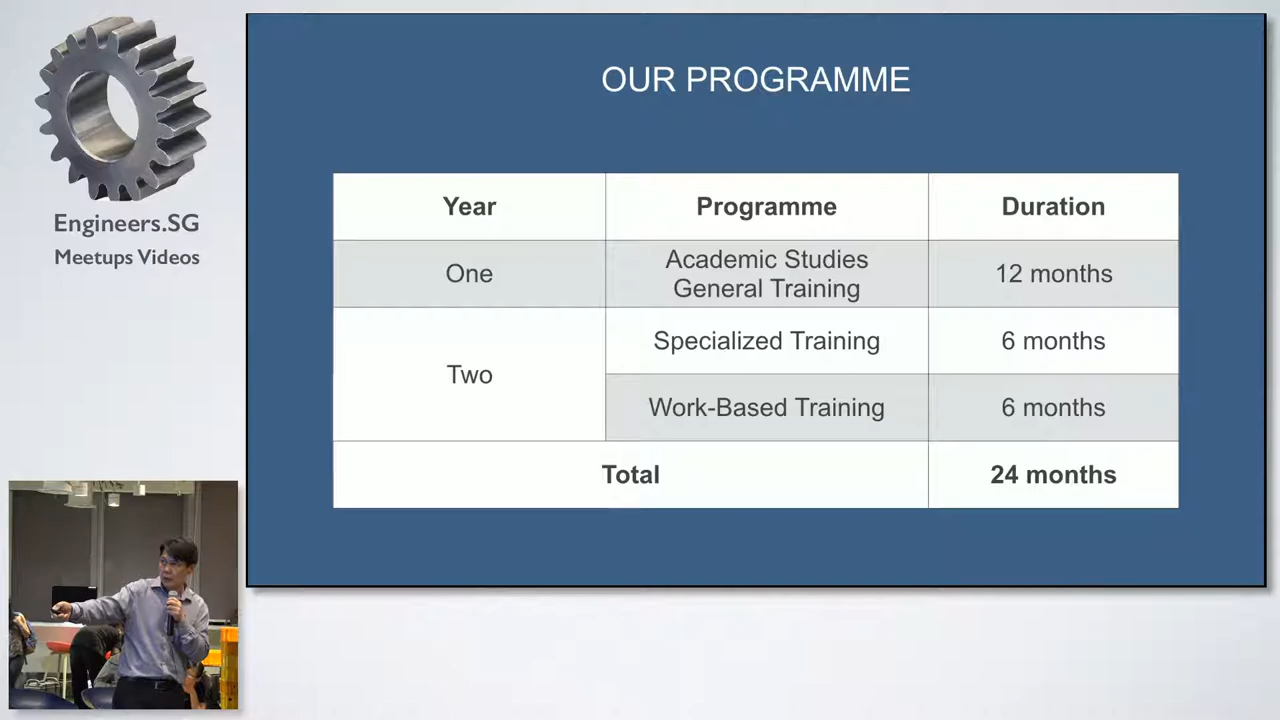 Engineers.SG
Meetups Videos
OUR PROGRAMME
Year Programme Duration
One Academic Studies General Training 12 months
Two Specialized Training 6 months
Work-Based Training 6 months
Total 24 months